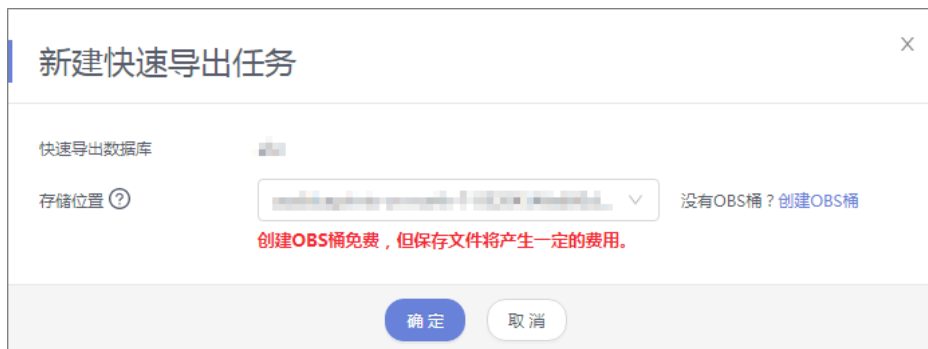 新建快速导出任务
快速导出数据库
存储位置 ? 没有OBS桶？创建OBS桶
创建OBS桶免费，但保存文件将产生一定的费用。
确定 取消